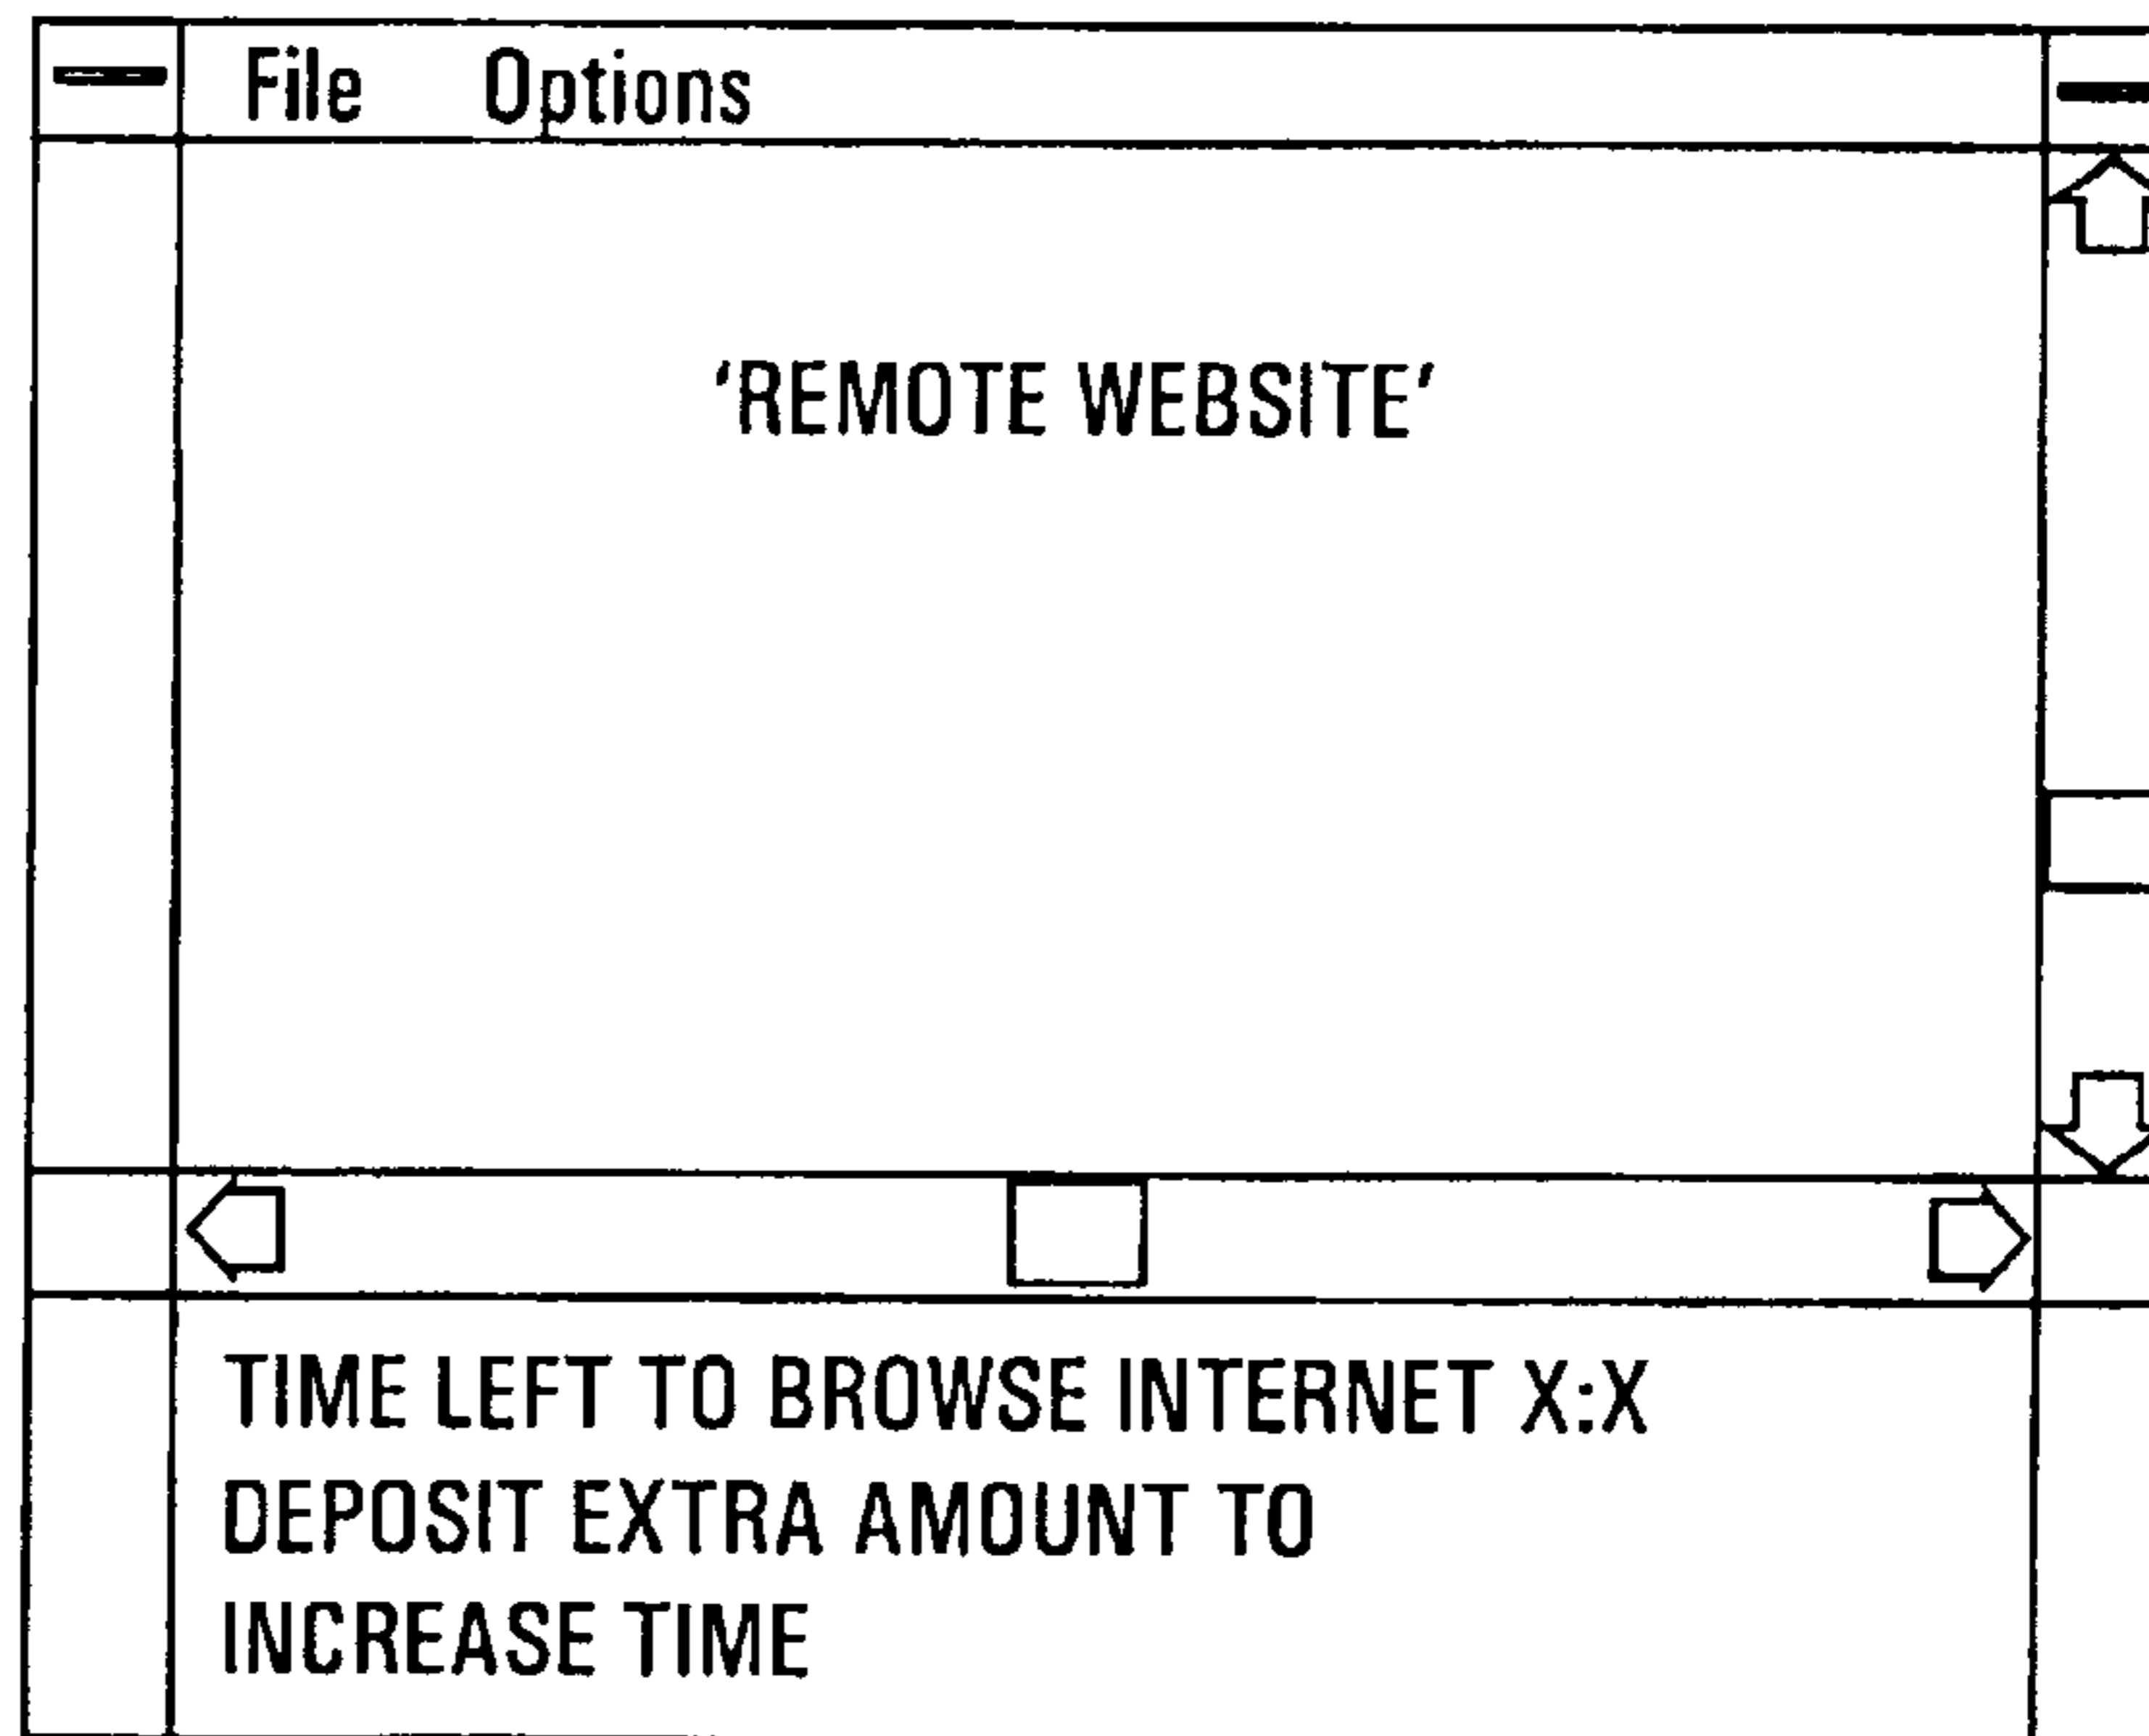 File Options
'REMOTE WEBSITE'
TIME LEFT TO BROWSE INTERNET X:X
DEPOSIT EXTRA AMOUNT TO
INCREASE TIME